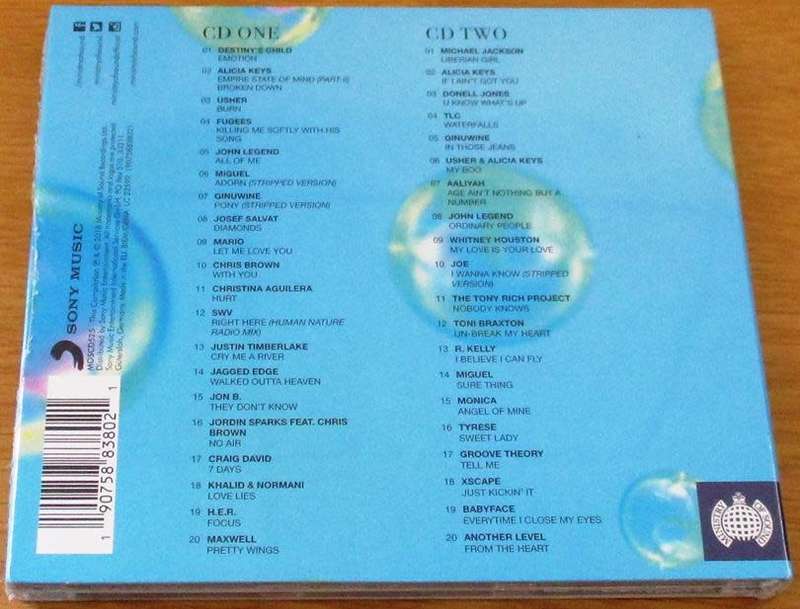 CD ONE
01 DESTINY'S CHILD
EMOTION
02 ALICIA KEYS
EMPIRE STATE OF MIND (PART II)
BROKEN DOWN
03 USHER
BURN
04 FUGEES
KILLING ME SOFTLY WITH HIS
SONG
05 JOHN LEGEND
ALL OF ME
06 MIGUEL
ADORN (STRIPPED VERSION)
07 GINUWINE
PONY (STRIPPED VERSION)
08 JOSEF SALVAT
DIAMONDS
09 MARIO
LET ME LOVE YOU
10 CHRIS BROWN
WITH YOU
11 CHRISTINA AGUILERA
HURT
12 SWV
RIGHT HERE (HUMAN NATURE
RADIO MIX)
13 JUSTIN TIMBERLAKE
CRY ME A RIVER
14 JAGGED EDGE
WALKED OUTTA HEAVEN
15 JON B.
THEY DON'T KNOW
16 JORDIN SPARKS FEAT. CHRIS
BROWN
NO AIR
17 CRAIG DAVID
7 DAYS
18 KHALID & NORMANI
LOVE LIES
19 H.E.R.
FOCUS
20 MAXWELL
PRETTY WINGS
CD TWO
01 MICHAEL JACKSON
LIBERIAN GIRL
02 ALICIA KEYS
IF I AIN'T GOT YOU
03 DONELL JONES
U KNOW WHAT'S UP
04 TLC
WATERFALLS
05 GINUWINE
IN THOSE JEANS
06 USHER & ALICIA KEYS
MY BOO
07 AALIYAH
AGE AIN'T NOTHING BUT A
NUMBER
08 JOHN LEGEND
ORDINARY PEOPLE
09 WHITNEY HOUSTON
MY LOVE IS YOUR LOVE
10 JOE
I WANNA KNOW (STRIPPED
VERSION)
11 THE TONY RICH PROJECT
NOBODY KNOWS
12 TONI BRAXTON
UN-BREAK MY HEART
13 R. KELLY
I BELIEVE I CAN FLY
14 MIGUEL
SURE THING
15 MONICA
ANGEL OF MINE
16 TYRESE
SWEET LADY
17 GROOVE THEORY
TELL ME
18 XSCAPE
JUST KICKIN' IT
19 BABYFACE
EVERYTIME I CLOSE MY EYES
20 ANOTHER LEVEL
FROM THE HEART
SONY MUSIC
MOSCD525 This Compilation ℗ & © 2018 Ministry of Sound Recordings Ltd.
1 90758 83802 1
MINISTRY OF SOUND